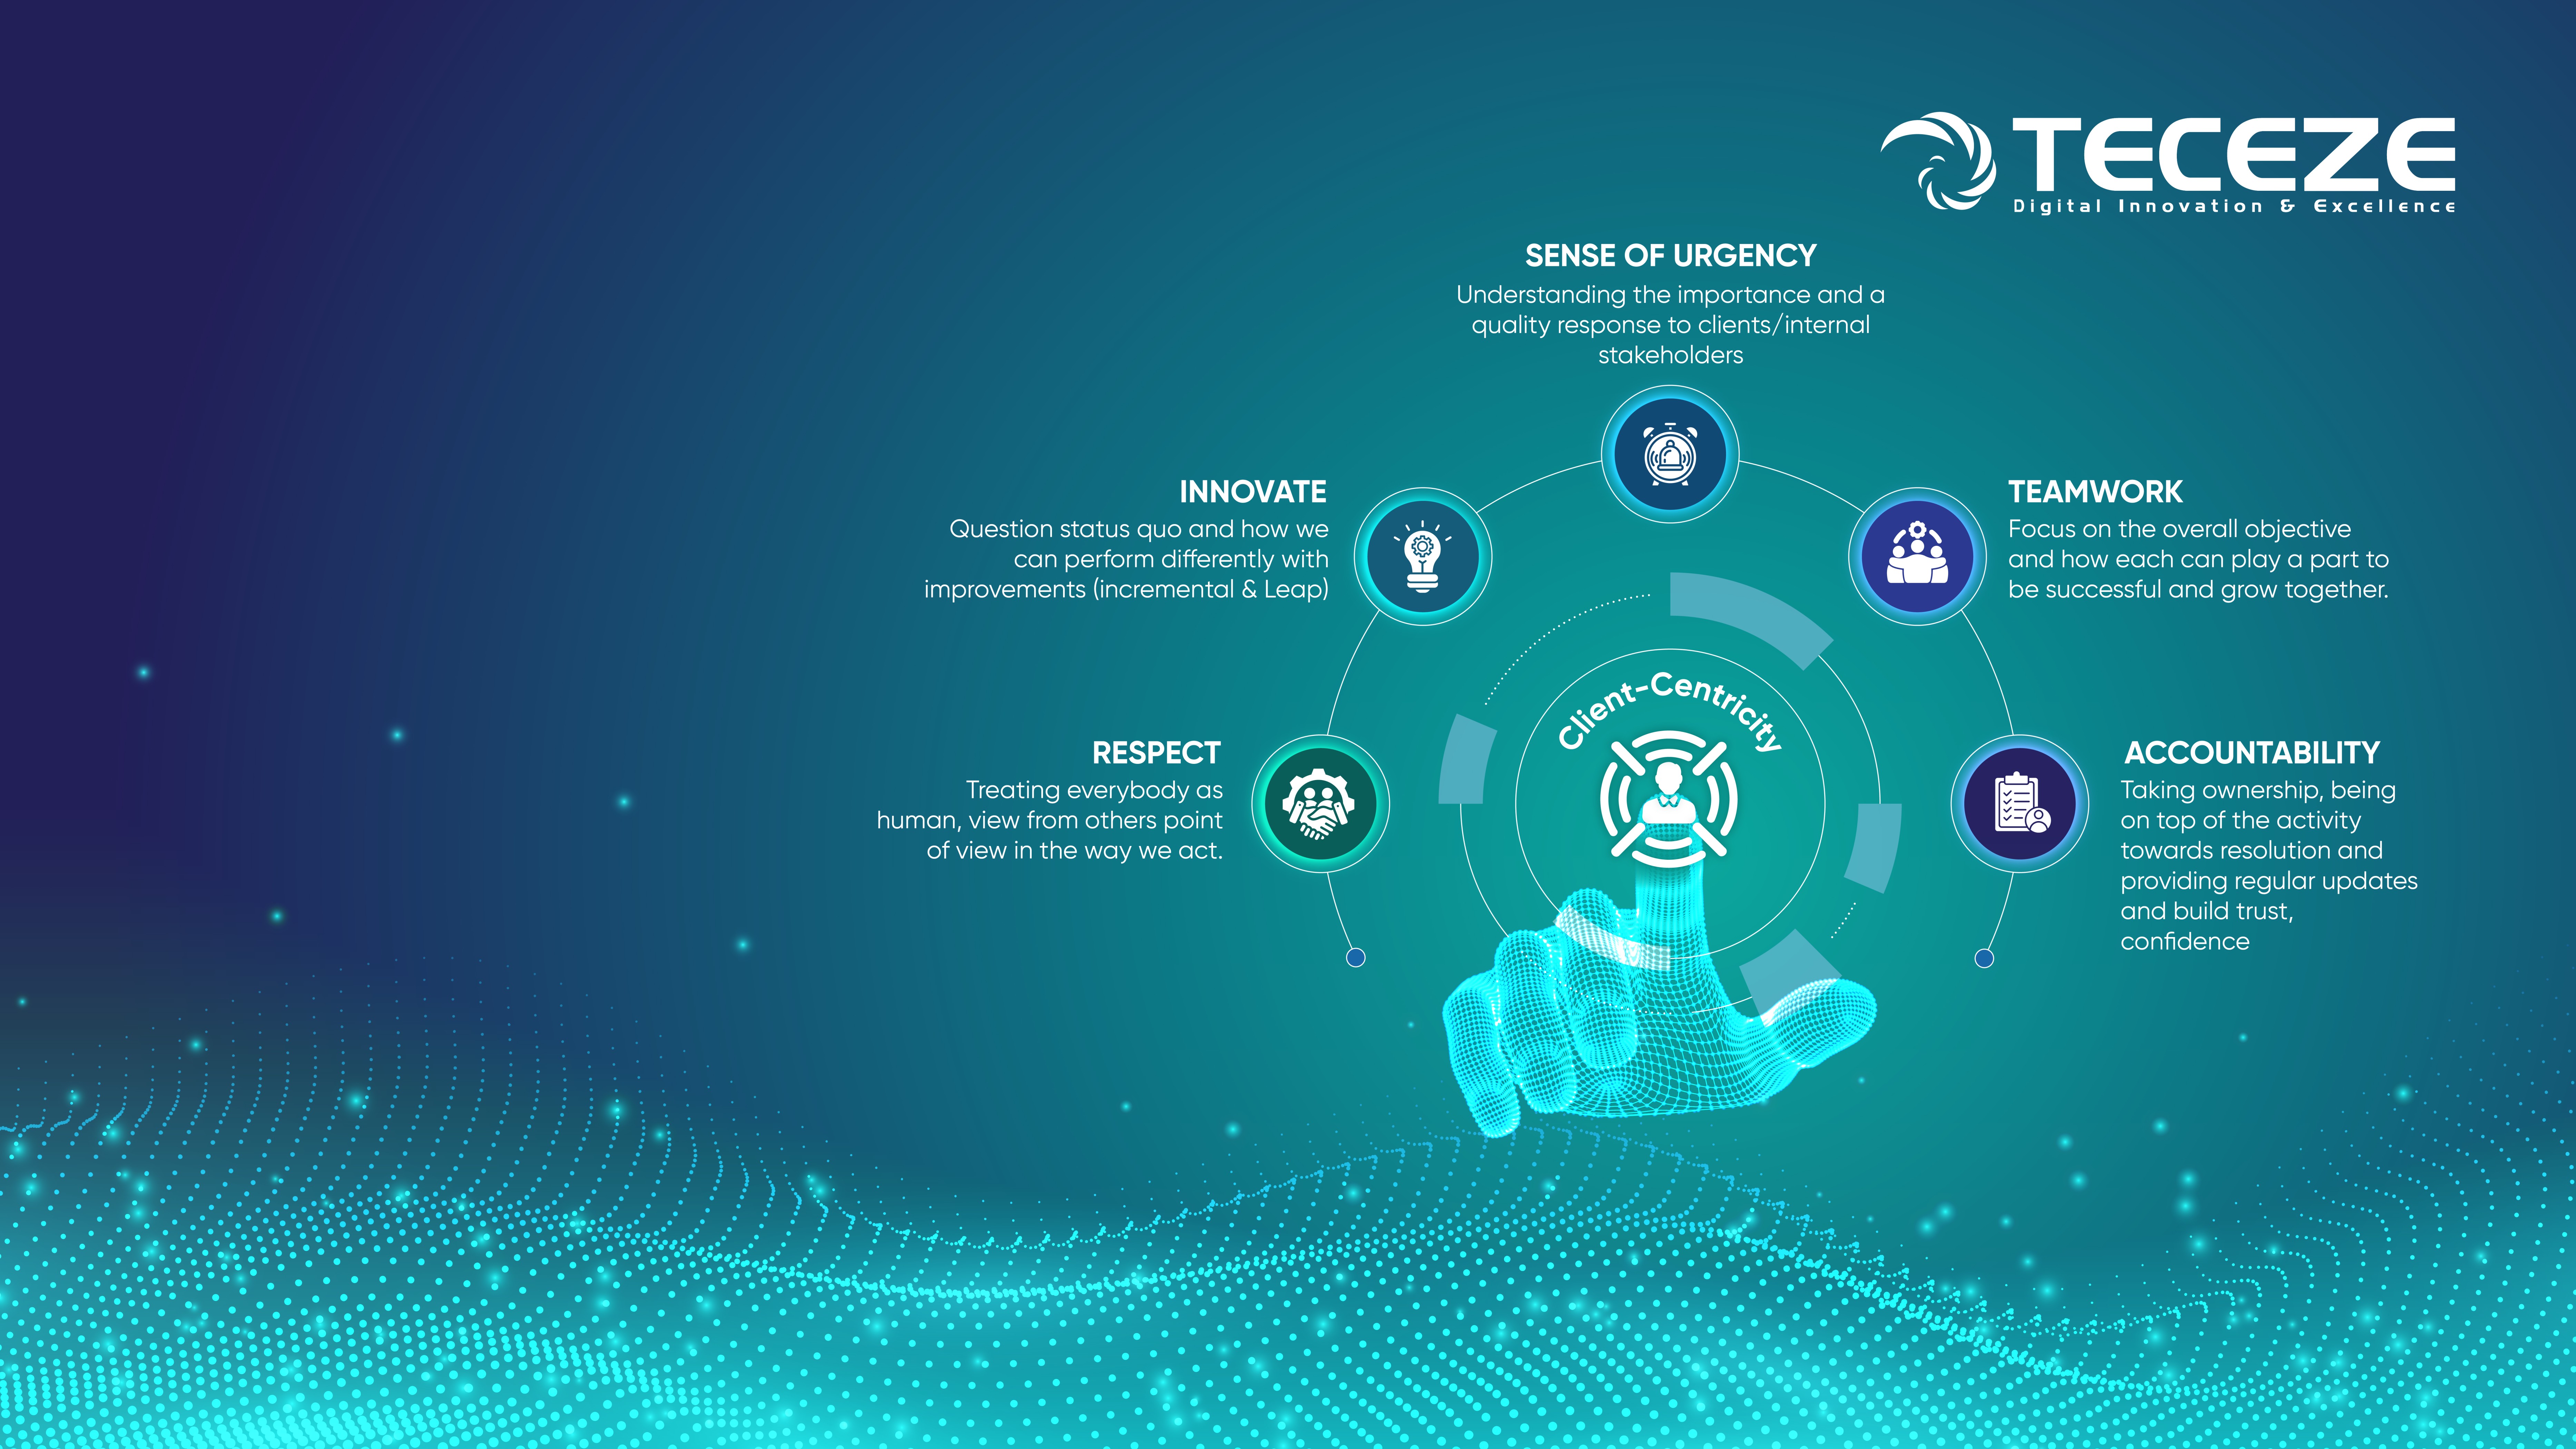 TECEZE
Digital Innovation & Excellence
SENSE OF URGENCY
Understanding the importance and a
quality response to clients/internal
stakeholders
INNOVATE
Question status quo and how we
can perform differently with
improvements (incremental & Leap)
TEAMWORK
Focus on the overall objective
and how each can play a part to
be successful and grow together.
Client-Centricity
RESPECT
Treating everybody as
human, view from others point
of view in the way we act.
ACCOUNTABILITY
Taking ownership, being
on top of the activity
towards resolution and
providing regular updates
and build trust,
confidence